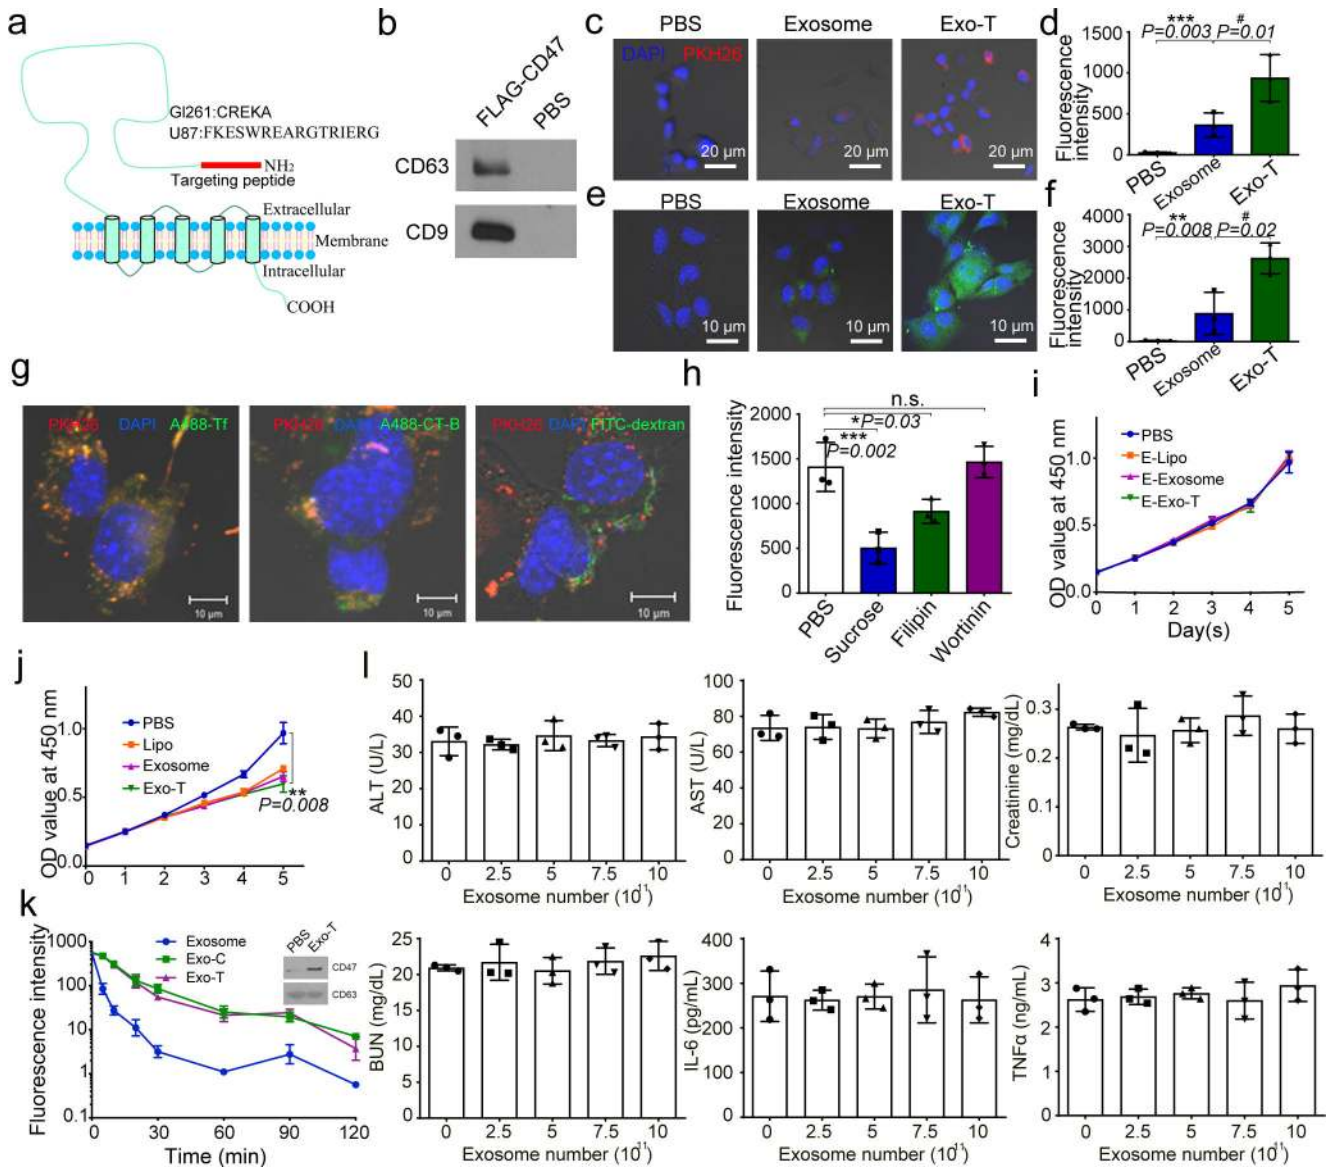 a
GI261:CREKA
U87:FKESWREARGTRIERG
NH2
Targeting peptide
Extracellular
Membrane
Intracellular
COOH
b
FLAG-CD47
PBS
CD63
CD9
c
PBS
Exosome
Exo-T
DAPI
PKH26
20 µm
20 µm
20 µm
d
***
#
P=0.003
P=0.01
Fluorescence
intensity
1500
1000
500
0
PBS
Exosome
Exo-T
e
PBS
Exosome
Exo-T
10 µm
10 µm
10 µm
f
**
#
P=0.008
P=0.02
Fluorescence
intensity
4000
3000
2000
1000
0
PBS
Exosome
Exo-T
g
PKH26 DAPI A488-Tf
10 µm
PKH26 DAPI A488-CT-B
10 µm
PKH26 DAPI FITC-dextran
10 µm
h
n.s.
*P=0.03
***
P=0.002
Fluorescence intensity
2000
1500
1000
500
0
PBS
Sucrose
Filipin
Wortinin
i
PBS
E-Lipo
E-Exosome
E-Exo-T
OD value at 450 nm
1.0
0.5
0.0
0 1 2 3 4 5
Day(s)
j
PBS
Lipo
Exosome
Exo-T
**
P=0.008
OD value at 450 nm
1.0
0.5
0.0
0 1 2 3 4 5
k
Exosome
Exo-C
Exo-T
PBS
Exo-T
CD47
CD63
Fluorescence intensity
1000
100
10
1
0.1
0 30 60 90 120
Time (min)
l
ALT (U/L)
50
40
30
20
10
0
0 2.5 5 7.5 10
Exosome number (10¹¹)
AST (U/L)
100
80
60
40
20
0
0 2.5 5 7.5 10
Exosome number (10¹¹)
Creatinine (mg/dL)
0.3
0.2
0.1
0
0 2.5 5 7.5 10
Exosome number (10¹¹)
BUN (mg/dL)
25
20
15
10
5
0
0 2.5 5 7.5 10
Exosome number (10¹¹)
IL-6 (pg/mL)
400
300
200
100
0
0 2.5 5 7.5 10
Exosome number (10¹¹)
TNFα (ng/mL)
5
4
3
2
1
0
0 2.5 5 7.5 10
Exosome number (10¹¹)